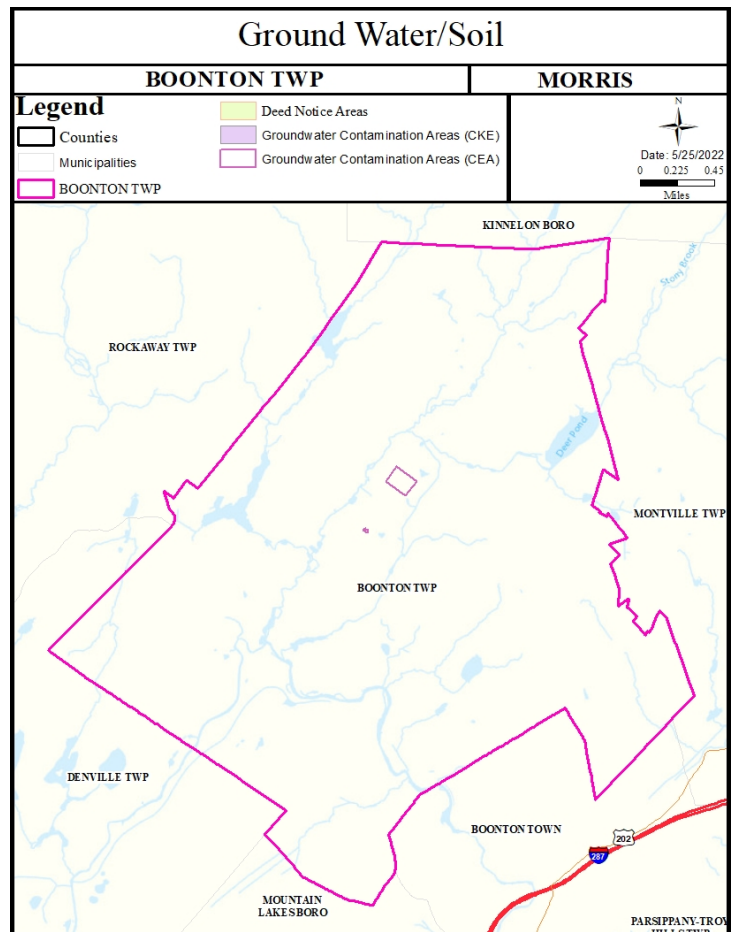 Ground Water/Soil
BOONTON TWP
MORRIS
Legend
Counties
Municipalities
BOONTON TWP
Deed Notice Areas
Groundwater Contamination Areas (CKE)
Groundwater Contamination Areas (CEA)
N
Date: 5/25/2022
0 0.225 0.45
Miles
KINNELON BORO
Stony Brook
ROCKAWAY TWP
Deer Pond
MONTVILLE TWP
BOONTON TWP
DENVILLE TWP
BOONTON TOWN
202
287
MOUNTAIN
LAKES BORO
PARSIPPANY-TROY
HILLS TWP